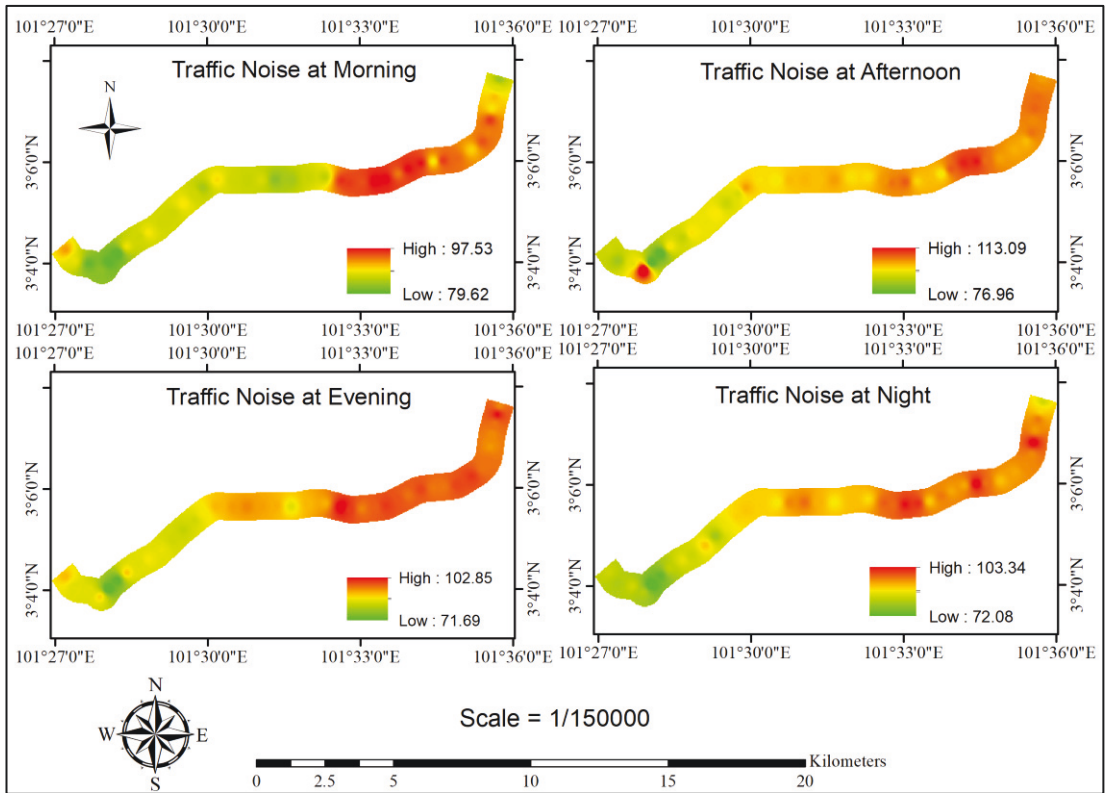 101°27'0"E 101°30'0"E 101°33'0"E 101°36'0"E 101°27'0"E 101°30'0"E 101°33'0"E 101°36'0"E
Traffic Noise at Morning
Traffic Noise at Afternoon
N
3°6'0"N 3°6'0"N 3°6'0"N 3°6'0"N
High : 97.53
High : 113.09
3°4'0"N 3°4'0"N 3°4'0"N 3°4'0"N
Low : 79.62
Low : 76.96
101°27'0"E 101°30'0"E 101°33'0"E 101°36'0"E 101°27'0"E 101°30'0"E 101°33'0"E 101°36'0"E
101°27'0"E 101°30'0"E 101°33'0"E 101°36'0"E 101°27'0"E 101°30'0"E 101°33'0"E 101°36'0"E
Traffic Noise at Evening
Traffic Noise at Night
3°6'0"N 3°6'0"N 3°6'0"N 3°6'0"N
High : 102.85
High : 103.34
3°4'0"N 3°4'0"N 3°4'0"N 3°4'0"N
Low : 71.69
Low : 72.08
101°27'0"E 101°30'0"E 101°33'0"E 101°36'0"E 101°27'0"E 101°30'0"E 101°33'0"E 101°36'0"E
N
W E
S
Scale = 1/150000
Kilometers
0 2.5 5 10 15 20